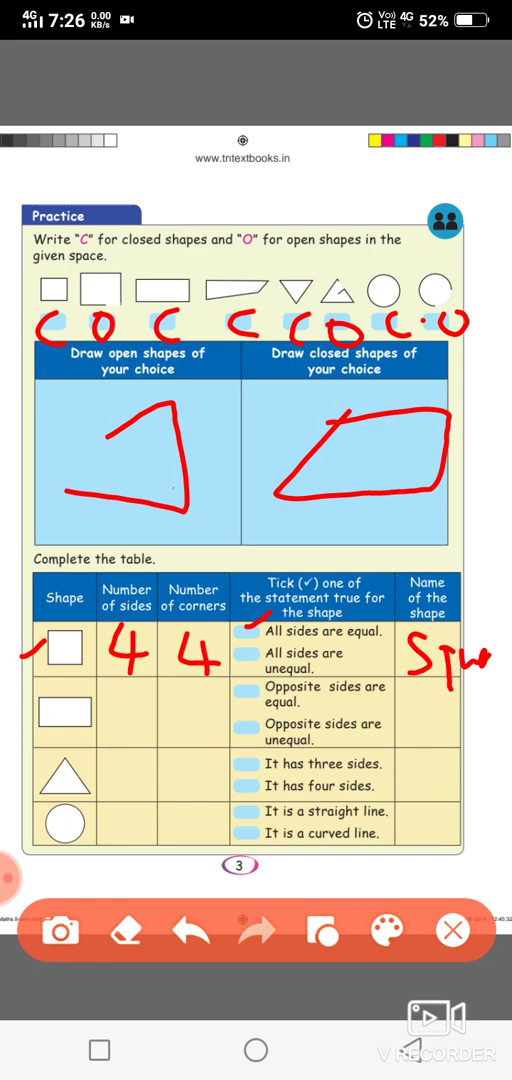 4G 7:26 0.00 KB/s Vo) LTE 4G 52%
www.tntextbooks.in
Practice
Write "C" for closed shapes and "O" for open shapes in the
given space.
C O C C C O C . O
Draw open shapes of
your choice
Draw closed shapes of
your choice
Complete the table.
Shape
Number
of sides
Number
of corners
Tick (✓) one of
the statement true for
the shape
Name
of the
shape
4 4
All sides are equal.
All sides are
unequal.
Opposite sides are
equal.
Opposite sides are
unequal.
It has three sides.
It has four sides.
It is a straight line.
It is a curved line.
3
V RECORDER